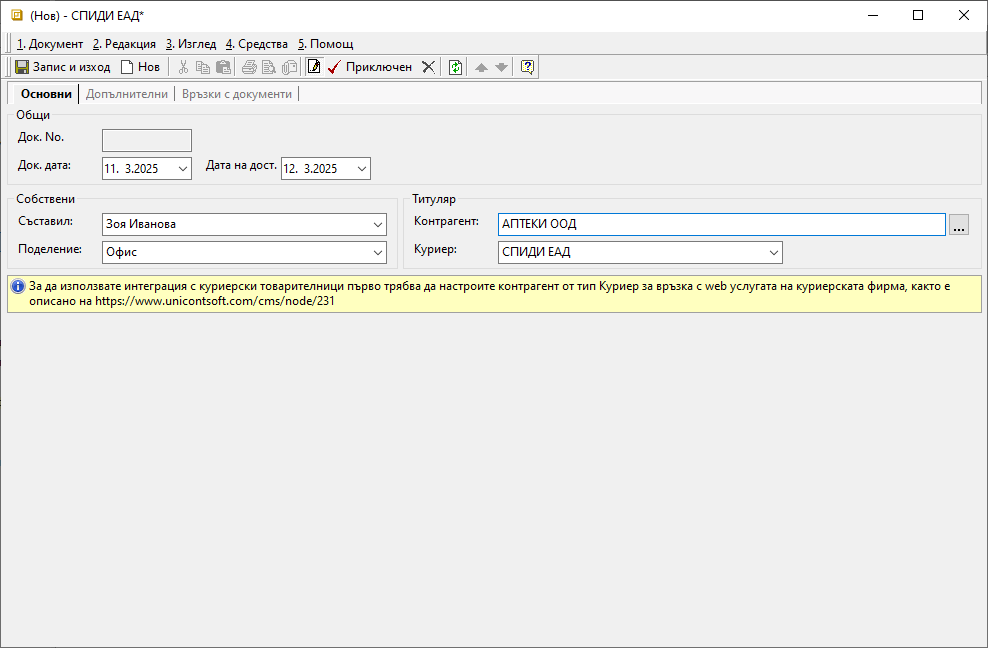 (Нов) - СПИДИ ЕАД*
1. Документ 2. Редакция 3. Изглед 4. Средства 5. Помощ
Запис и изход Нов Приключен
Основни Допълнителни Връзки с документи
Общи
Док. No.
Док. дата: 11. 3.2025 Дата на дост. 12. 3.2025
Собствени Титуляр
Съставил: Зоя Иванова Контрагент: АПТЕКИ ООД ...
Поделение: Офис Куриер: СПИДИ ЕАД
За да използвате интеграция с куриерски товарителници първо трябва да настроите контрагент от тип Куриер за връзка с web услугата на куриерската фирма, както е
описано на https://www.unicontsoft.com/cms/node/231